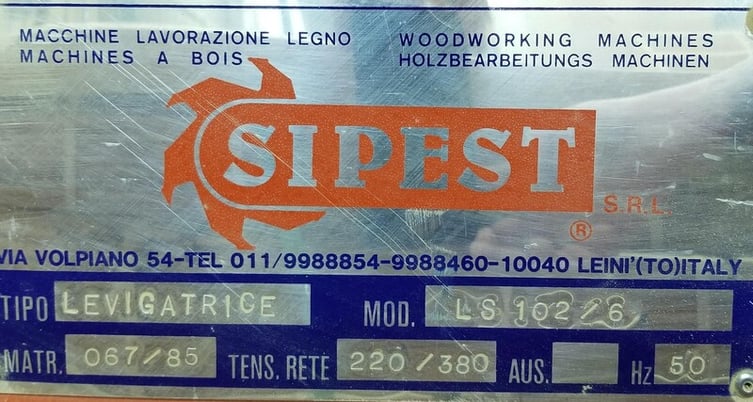 MACCHINE LAVORAZIONE LEGNO WOODWORKING MACHINES
MACHINES A BOIS HOLZBEARBEITUNGS MACHINEN
SIPEST
S.R.L.
®
VIA VOLPIANO 54-TEL 011/9988854-9988460-10040 LEINI'(TO)ITALY
TIPO LEVIGATRICE MOD. LS 102/6
MATR. 067/85 TENS. RETE 220/380 AUS. Hz 50